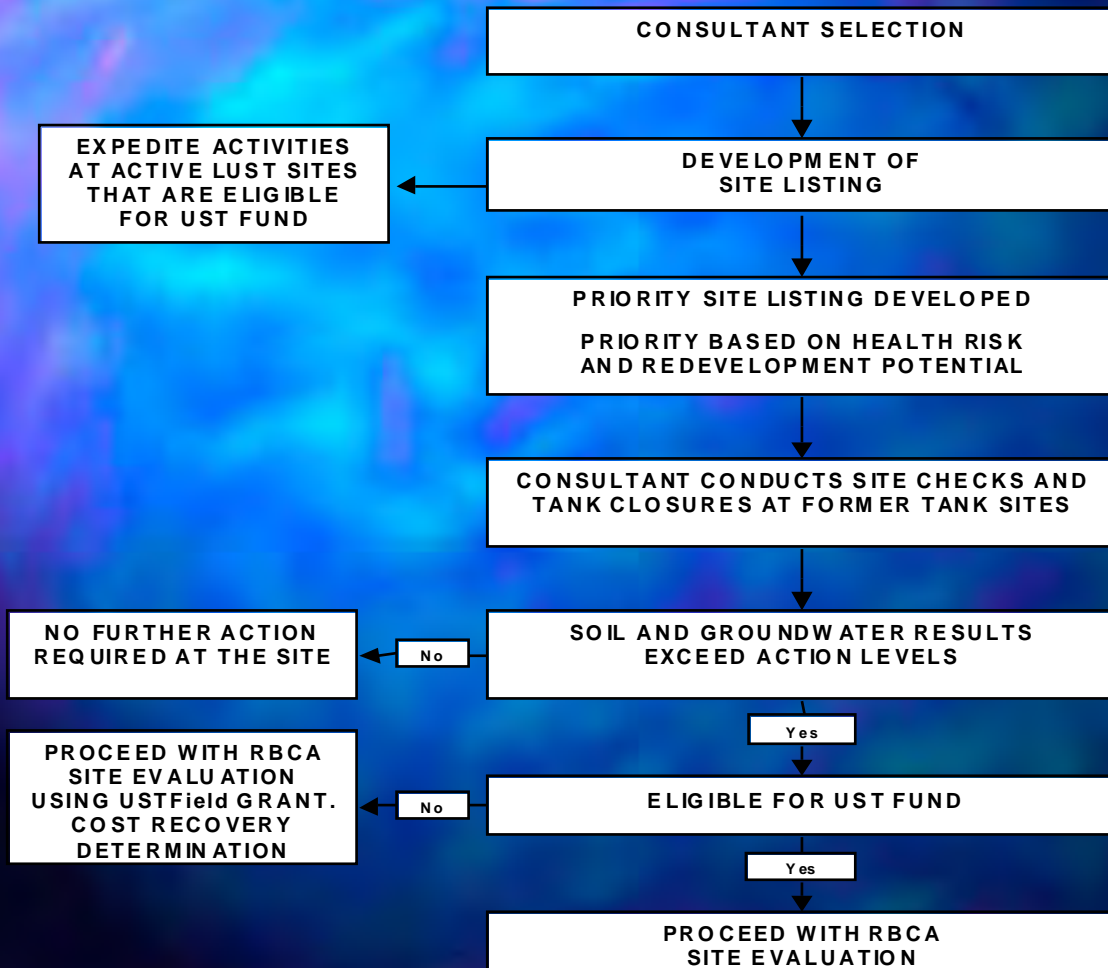 CONSULTANT SELECTION
EXPEDITE ACTIVITIES
AT ACTIVE LUST SITES
THAT ARE ELIGIBLE
FOR UST FUND
DEVELOPMENT OF
SITE LISTING
PRIORITY SITE LISTING DEVELOPED
PRIORITY BASED ON HEALTH RISK
AND REDEVELOPMENT POTENTIAL
CONSULTANT CONDUCTS SITE CHECKS AND
TANK CLOSURES AT FORMER TANK SITES
NO FURTHER ACTION
REQUIRED AT THE SITE
No
SOIL AND GROUNDWATER RESULTS
EXCEED ACTION LEVELS
Yes
PROCEED WITH RBCA
SITE EVALUATION
USING USTField GRANT.
COST RECOVERY
DETERMINATION
No
ELIGIBLE FOR UST FUND
Yes
PROCEED WITH RBCA
SITE EVALUATION